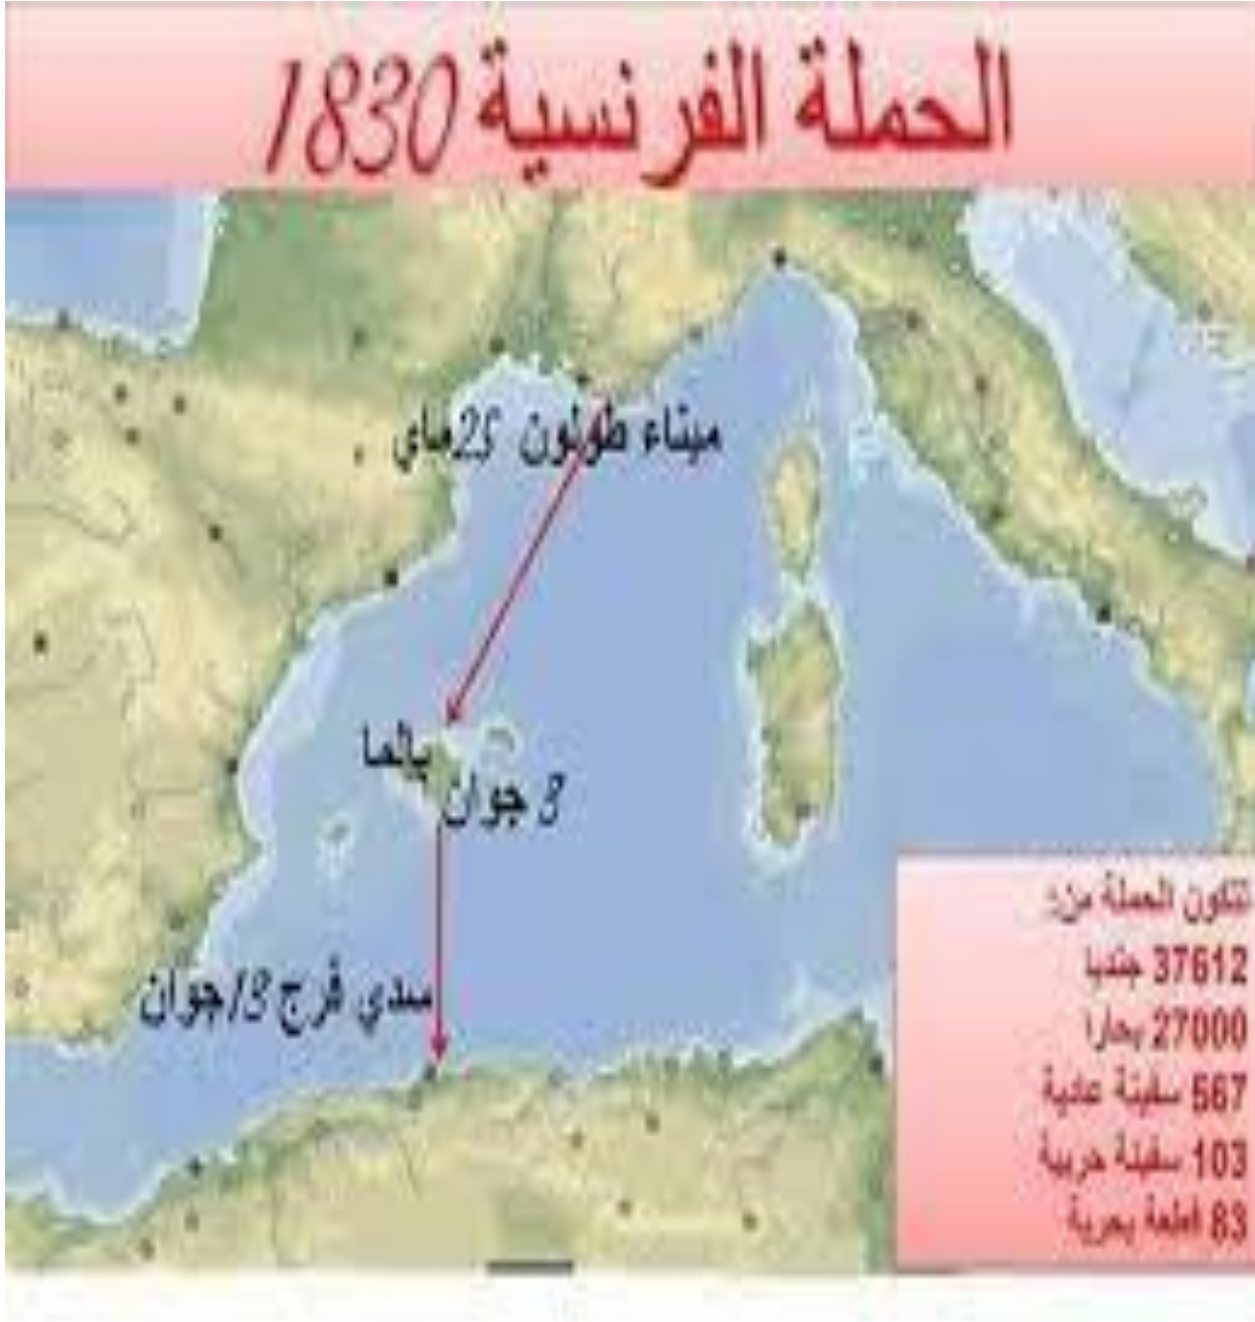 الحملة الفرنسية 1830
ميناء طولون 25ماي
بالما
3 جوان
سدي فرج 13جوان
تتكون الحملة من:
37612 جنديا
27000 بحارا
567 سفينة عادية
103 سفينة حربية
83 قطعة بحرية